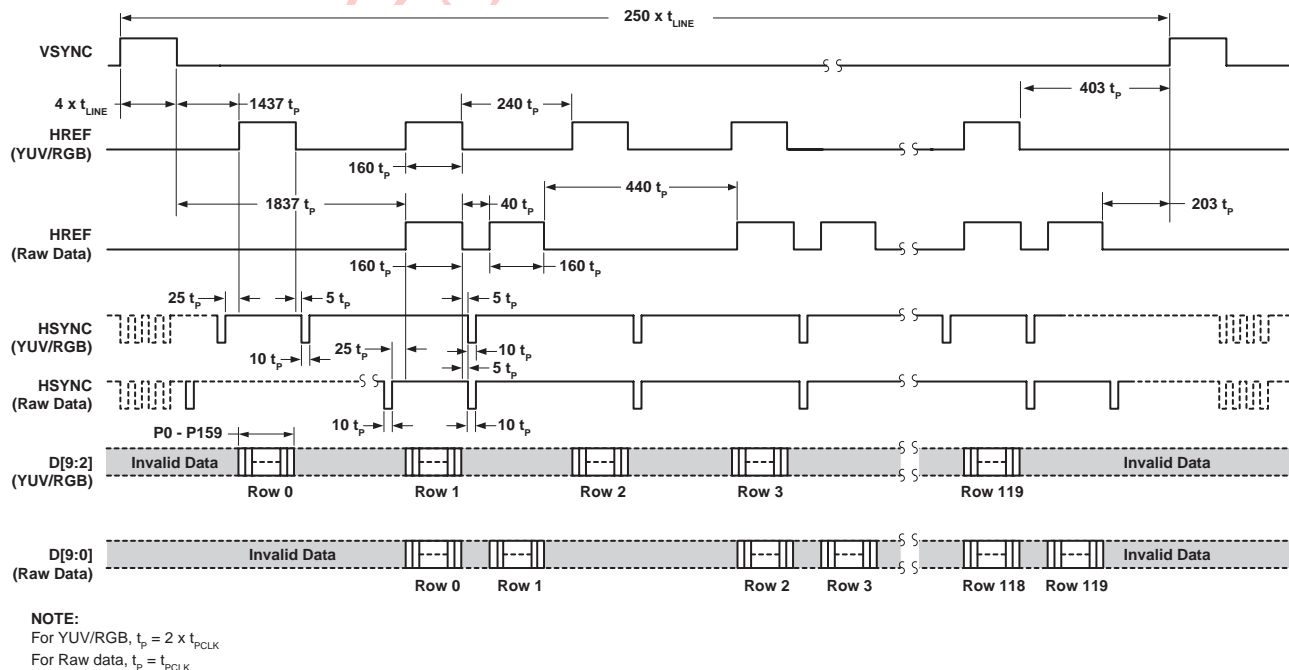 250 x tLINE
VSYNC
4 x tLINE
1437 tP
240 tP
403 tP
HREF
(YUV/RGB)
160 tP
1837 tP
40 tP
440 tP
203 tP
HREF
(Raw Data)
160 tP
160 tP
25 tP
5 tP
5 tP
HSYNC
(YUV/RGB)
10 tP
25 tP
10 tP
5 tP
HSYNC
(Raw Data)
10 tP
10 tP
P0 - P159
D[9:2]
(YUV/RGB)
Invalid Data
Invalid Data
Row 0
Row 1
Row 2
Row 3
Row 119
D[9:0]
(Raw Data)
Invalid Data
Invalid Data
Row 0
Row 1
Row 2
Row 3
Row 118
Row 119
NOTE:
For YUV/RGB, tP = 2 x tPCLK
For Raw data, tP = tPCLK